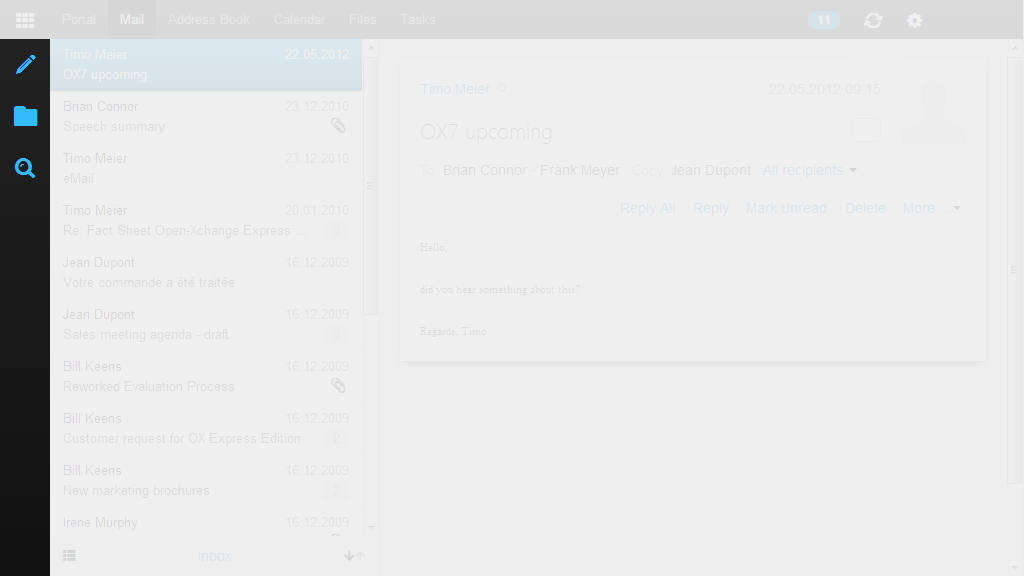 Portal Mail Address Book Calendar Files Tasks 11
Timo Meier 22.05.2012
OX7 upcoming
Brian Connor 23.12.2010
Speech summary
Timo Meier 23.12.2010
eMail
Timo Meier 20.01.2010
Re: Fact Sheet Open-Xchange Express ... 3
Jean Dupont 16.12.2009
Votre commande a été traitée
Jean Dupont 16.12.2009
Sales meeting agenda - draft 3
Bill Keens 16.12.2009
Reworked Evaluation Process
Bill Keens 16.12.2009
Customer request for OX Express Edition 2
Bill Keens 16.12.2009
New marketing brochures 2
Irene Murphy 16.12.2009
Inbox
Timo Meier 22.05.2012 09:15
OX7 upcoming
To Brian Connor · Frank Meyer Copy Jean Dupont All recipients
Reply All Reply Mark Unread Delete More
Hello,
did you hear something about this?
Regards, Timo